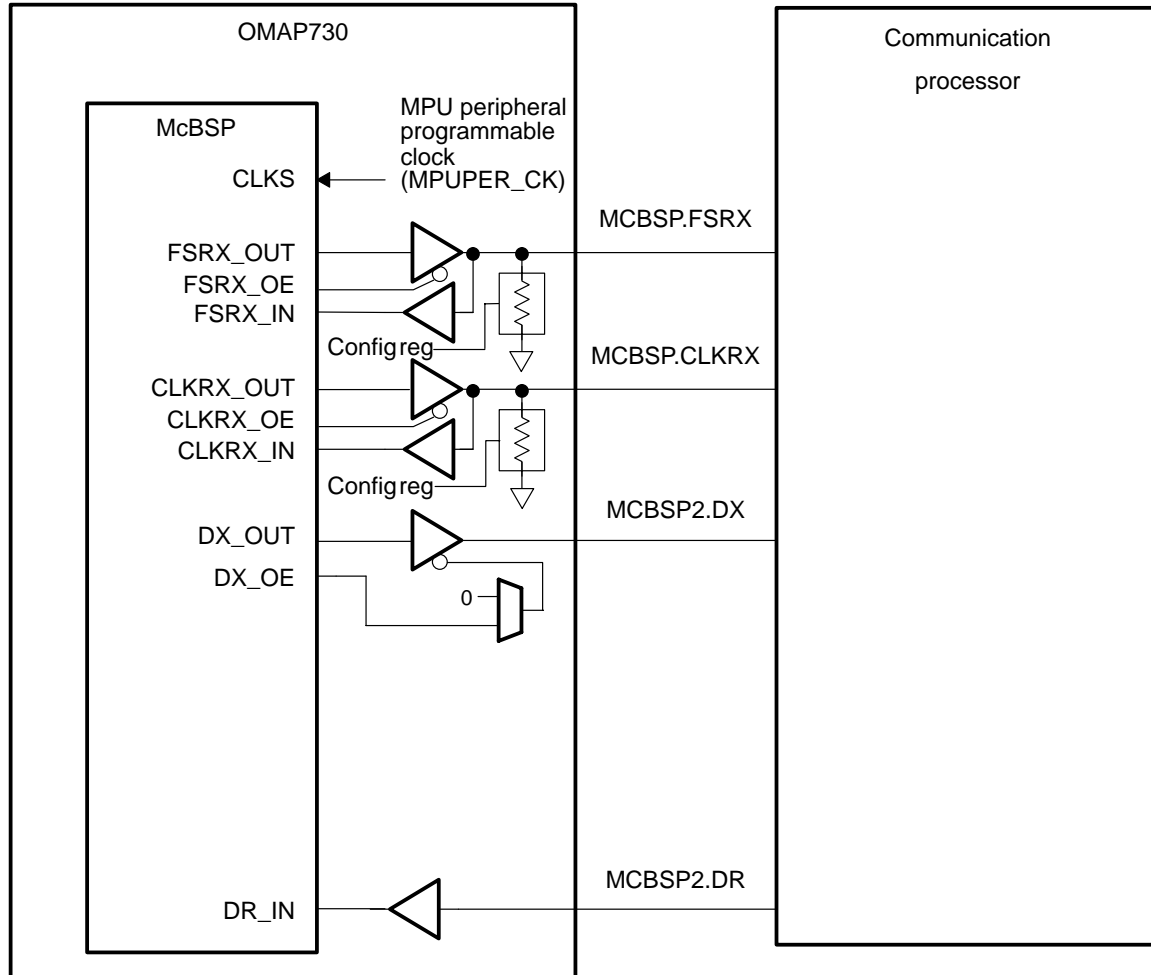 OMAP730
Communication
processor
McBSP
MPU peripheral
programmable
clock
(MPUPER_CK)
CLKS
MCBSP.FSRX
FSRX_OUT
FSRX_OE
FSRX_IN
Config reg
MCBSP.CLKRX
CLKRX_OUT
CLKRX_OE
CLKRX_IN
Config reg
MCBSP2.DX
DX_OUT
DX_OE
0
MCBSP2.DR
DR_IN